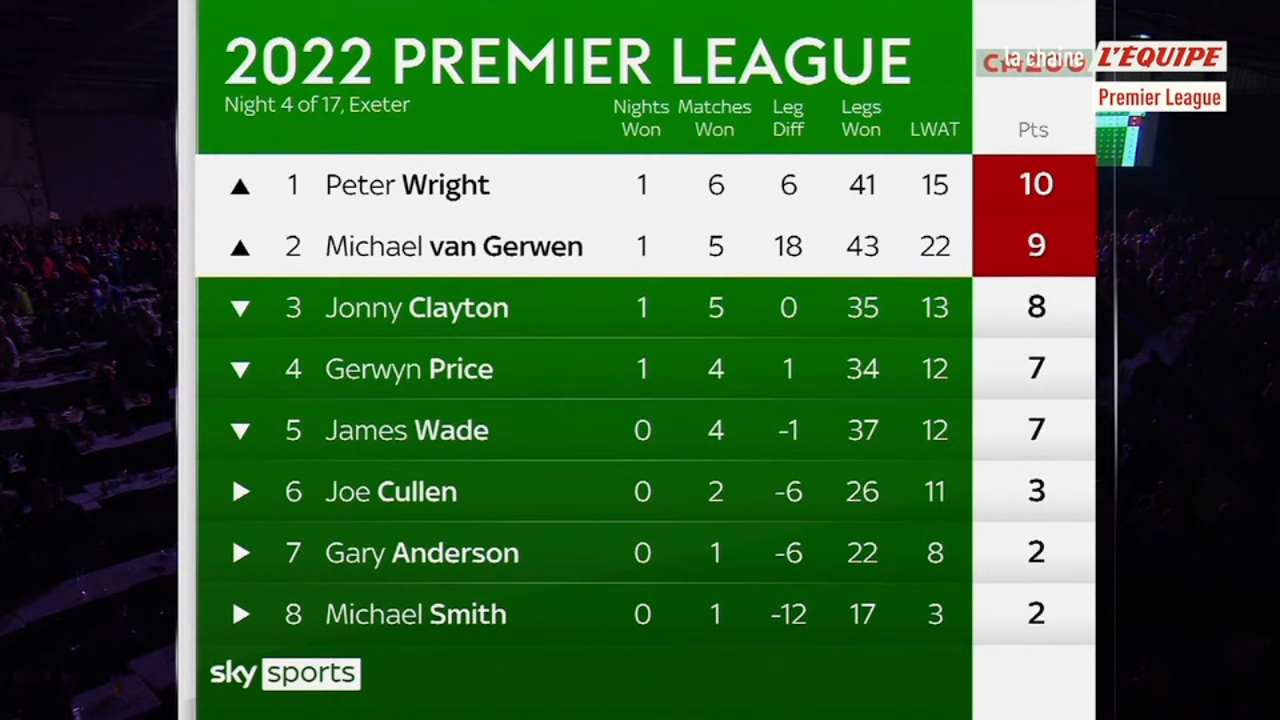 2022 PREMIER LEAGUE
la chaine L'ÉQUIPE
Premier League
Night 4 of 17, Exeter
Nights Won Matches Won Leg Diff Legs Won LWAT Pts
▲ 1 Peter Wright 1 6 6 41 15 10
▲ 2 Michael van Gerwen 1 5 18 43 22 9
▼ 3 Jonny Clayton 1 5 0 35 13 8
▼ 4 Gerwyn Price 1 4 1 34 12 7
▼ 5 James Wade 0 4 -1 37 12 7
▶ 6 Joe Cullen 0 2 -6 26 11 3
▶ 7 Gary Anderson 0 1 -6 22 8 2
▶ 8 Michael Smith 0 1 -12 17 3 2
sky sports